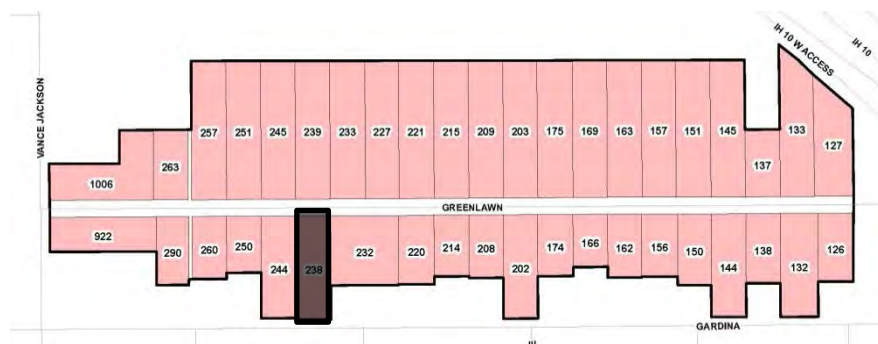 IH 10 W ACCESS
IH 10
VANCE JACKSON
257 251 245 239 233 227 221 215 209 203 175 169 163 157 151 145 133
127
263 137
1006
GREENLAWN
922
290 260 250 244 238 232 220 214 208 202 174 166 162 156 150 144 138 132 126
GARDINA